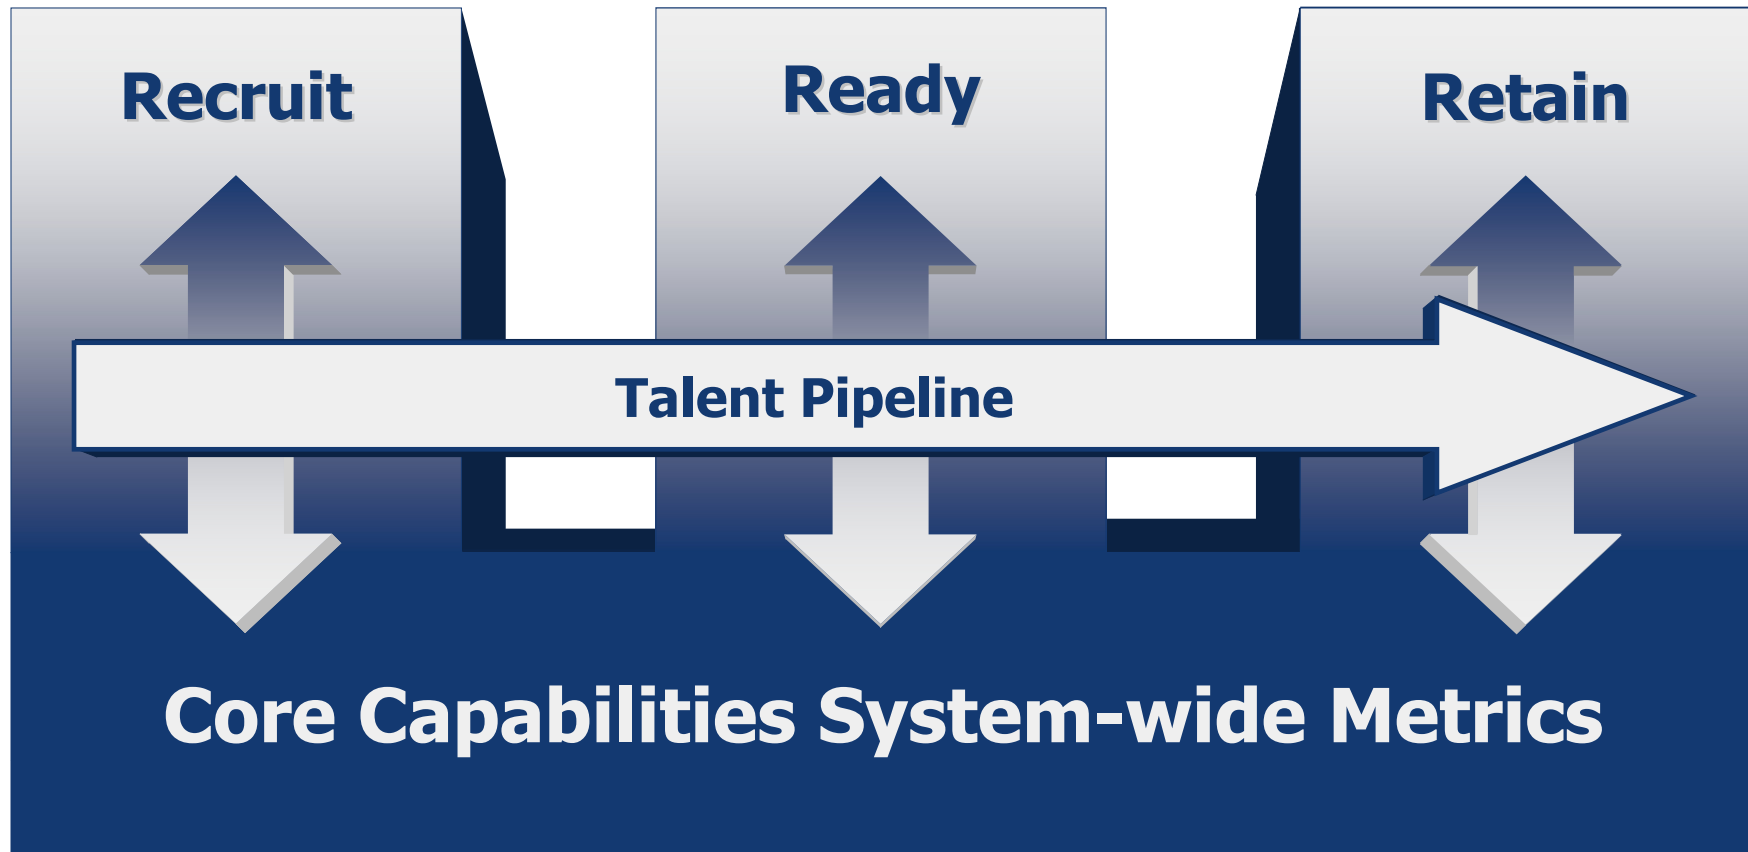 Recruit
Ready
Retain
Talent Pipeline
Core Capabilities System-wide Metrics